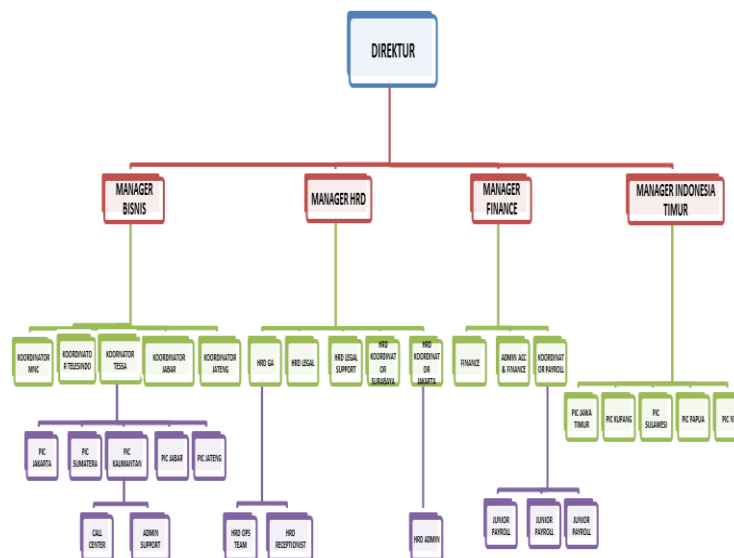 DIREKTUR
MANAGER
BISNIS
MANAGER HRD
MANAGER
FINANCE
MANAGER INDONESIA
TIMUR
KOORDINATOR
MNC
KOORDINATO
R TELESINDO
KOORNATOR
TESSA
KOORDINATOR
JABAR
KOORDINATOR
JATENG
HRD GA
HRD LEGAL
HRD LEGAL
SUPPORT
HRD
KOORDINAT
OR
SURABAYA
HRD
KOORDINAT
OR
JAKARTA
FINANCE
ADMIN ACC
& FINANCE
KOORDINAT
OR PAYROLL
PIC JAWA
TIMUR
PIC KUPANG
PIC
SULAWESI
PIC PAPUA
PIC
PIC
JAKARTA
PIC
SUMATERA
PIC
KALIMANTAN
PIC JABAR
PIC JATENG
CALL
CENTER
ADMIN
SUPPORT
HRD OPS
TEAM
HRD
RECEPTIONIST
HRD ADMIN
JUNIOR
PAYROLL
JUNIOR
PAYROLL
JUNIOR
PAYROLL